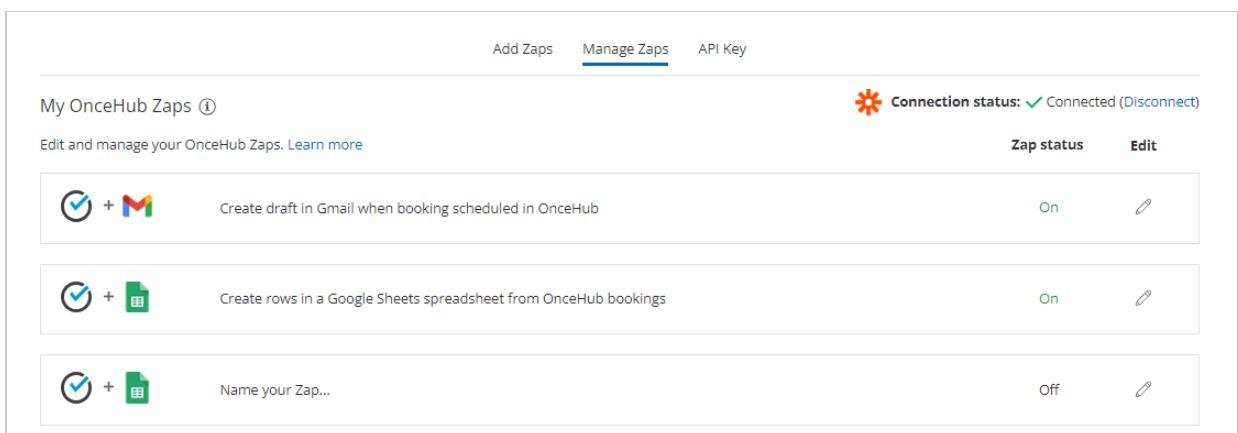 Add Zaps Manage Zaps API Key
My OnceHub Zaps Connection status: Connected (Disconnect)
Edit and manage your OnceHub Zaps. Learn more Zap status Edit
+ Create draft in Gmail when booking scheduled in OnceHub On
+ Create rows in a Google Sheets spreadsheet from OnceHub bookings On
+ Name your Zap... Off